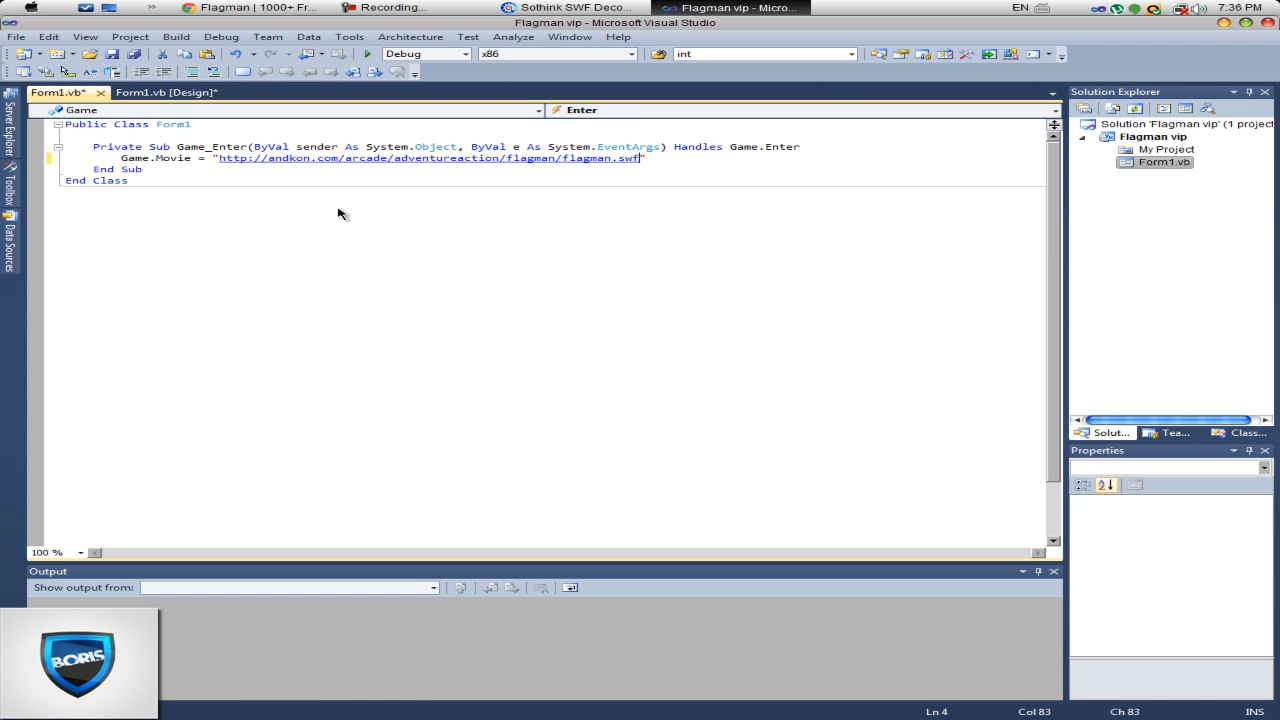 Flagman | 1000+ Fr...
Recording...
Sothink SWF Deco...
Flagman vip - Micro...
EN
7:36 PM
Flagman vip - Microsoft Visual Studio
File Edit View Project Build Debug Team Data Tools Architecture Test Analyze Window Help
Debug x86 int
Form1.vb* Form1.vb [Design]*
Solution Explorer
Game Enter
Server Explorer
Toolbox
Data Sources
Public Class Form1
Private Sub Game_Enter(ByVal sender As System.Object, ByVal e As System.EventArgs) Handles Game.Enter
Game.Movie = "http://andkon.com/arcade/adventureaction/flagman/flagman.swf"
End Sub
End Class
Solution 'Flagman vip' (1 project
Flagman vip
My Project
Form1.vb
Solut... Tea... Class...
Properties
100 %
Output
Show output from:
BORIS
Ln 4 Col 83 Ch 83 INS